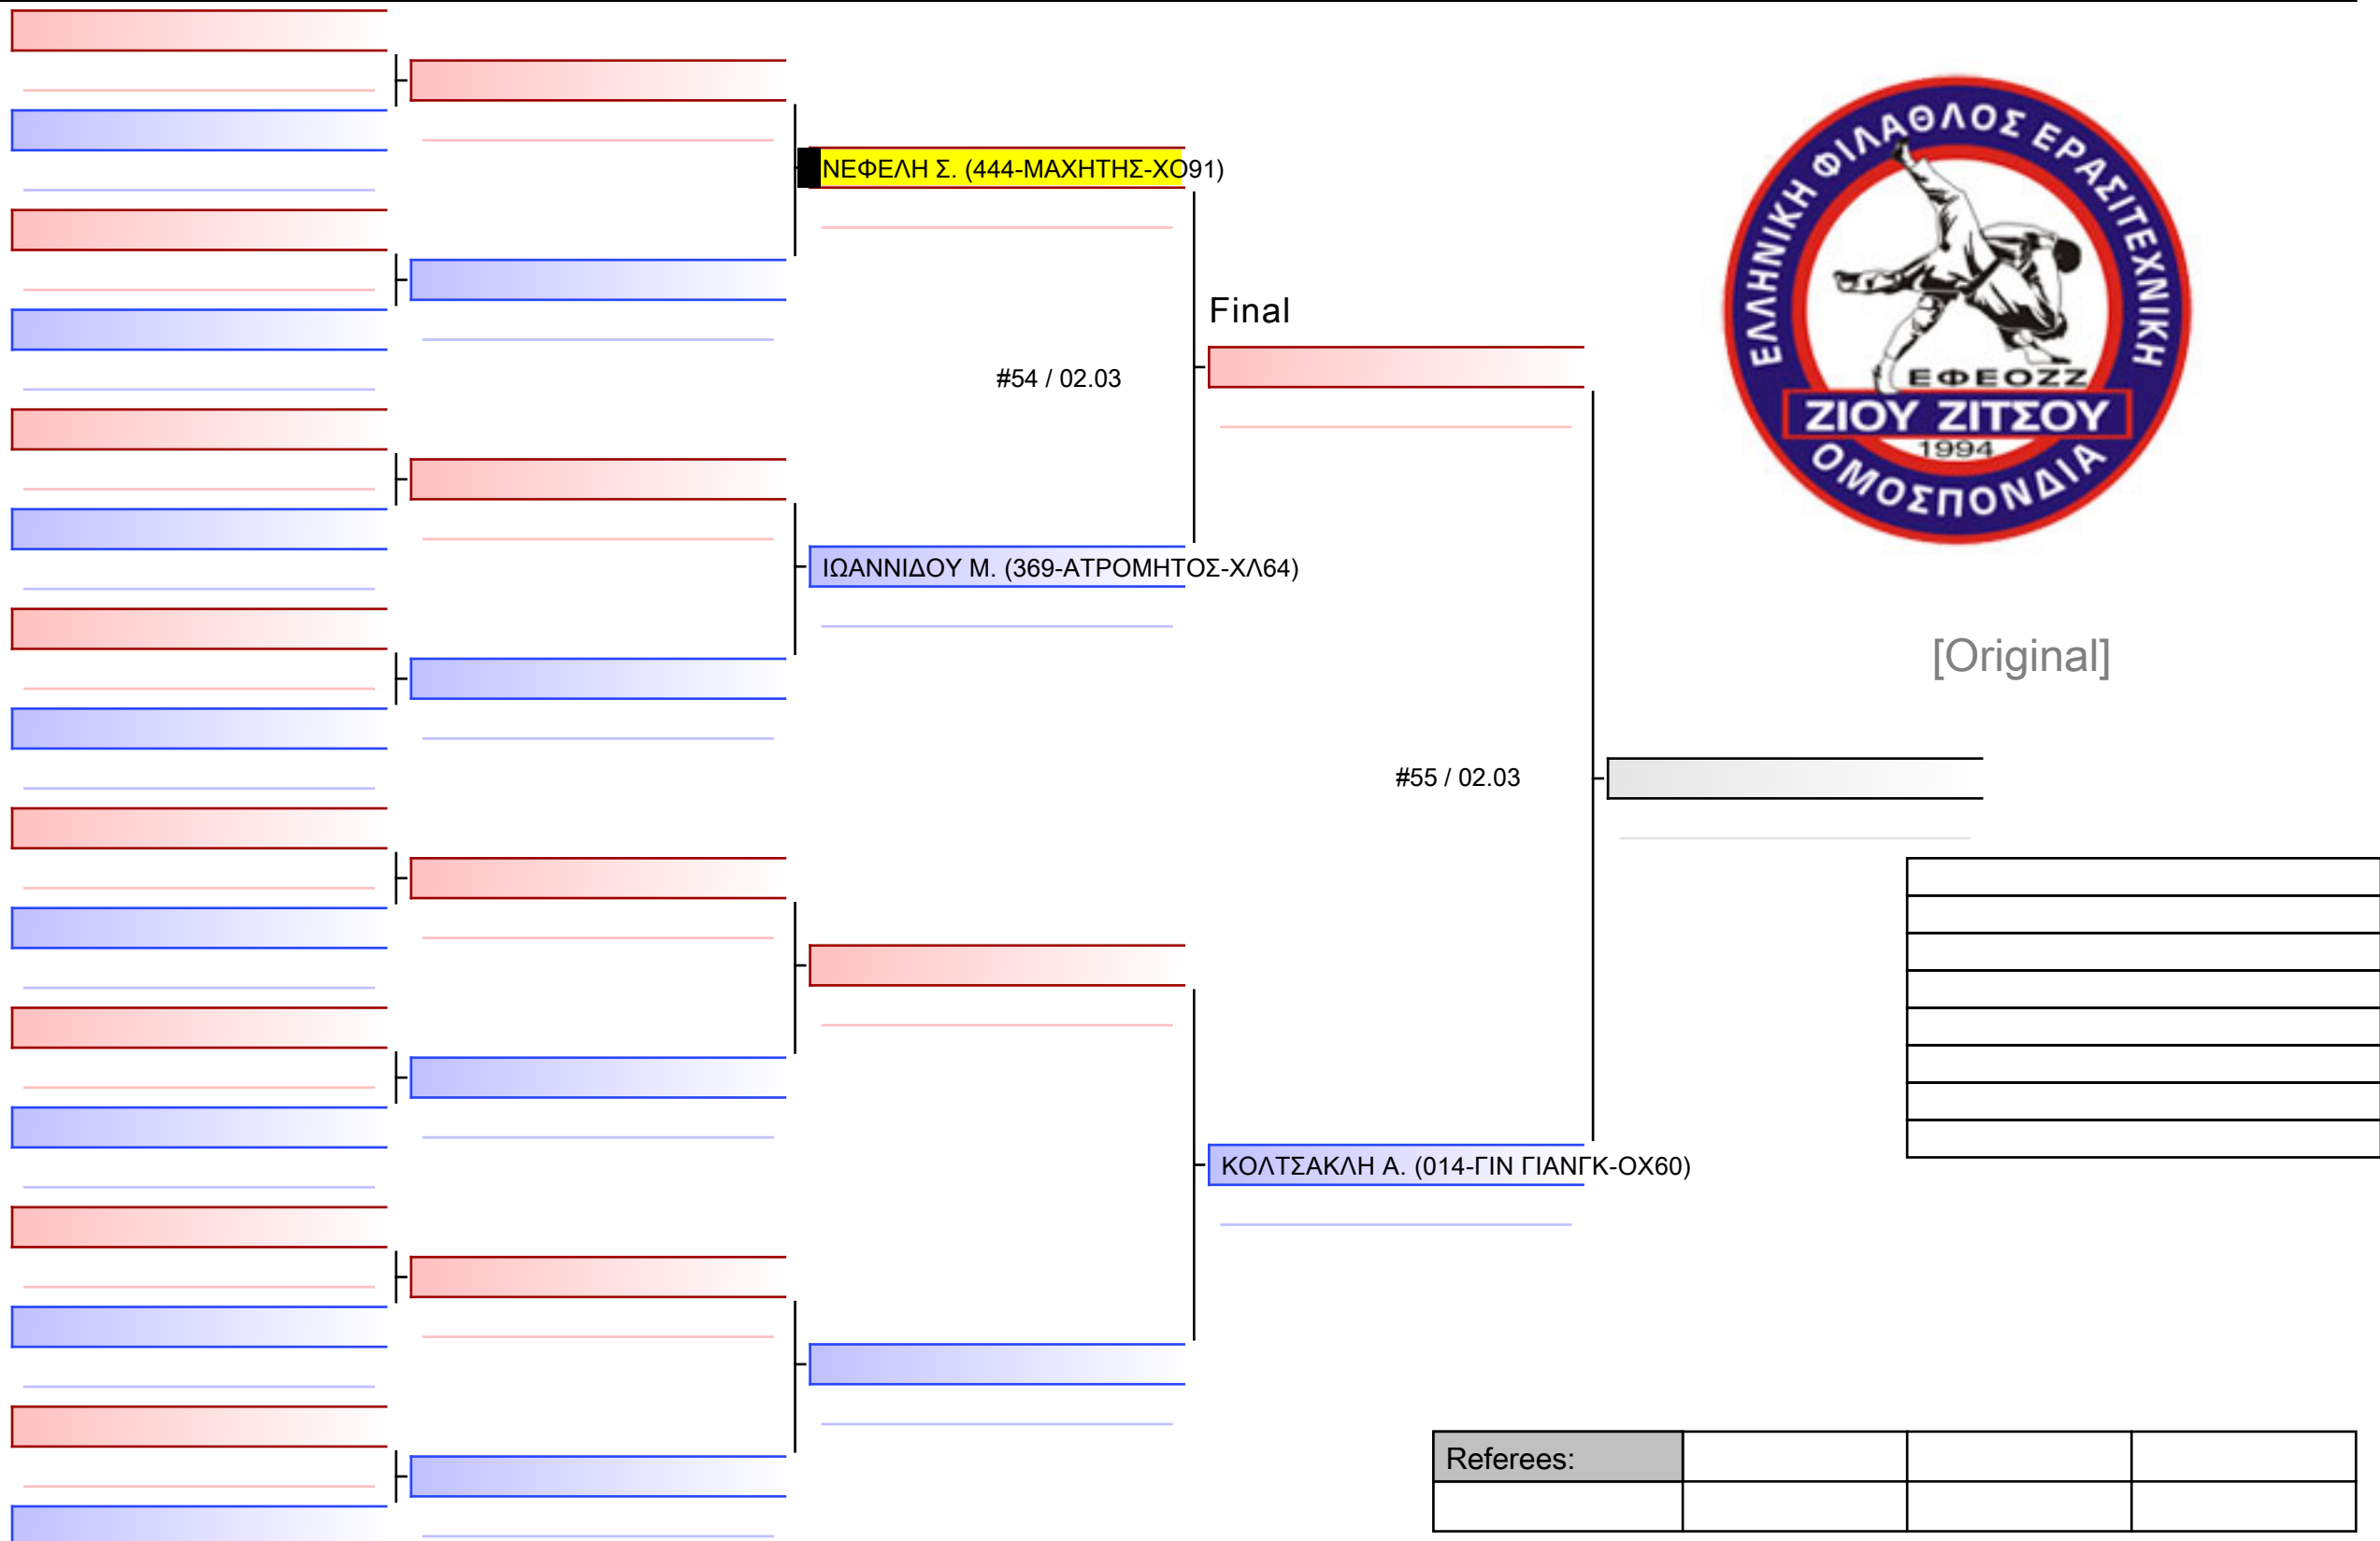 ΝΕΦΕΛΗ Σ. (444-ΜΑΧΗΤΗΣ-ΧΟ91)
ΕΛΛΗΝΙΚΗ ΦΙΛΑΘΛΟΣ ΕΡΑΣΙΤΕΧΝΙΚΗ
Final
#54 / 02.03
ΕΦΕΟΖΖ
ΖΙΟΥ ΖΙΤΣΟΥ
1994
ΟΜΟΣΠΟΝΔΙΑ
ΙΩΑΝΝΙΔΟΥ Μ. (369-ΑΤΡΟΜΗΤΟΣ-ΧΛ64)
[Original]
#55 / 02.03
ΚΟΛΤΣΑΚΛΗ Α. (014-ΓΙΝ ΓΙΑΝΓΚ-ΟΧ60)
Referees: